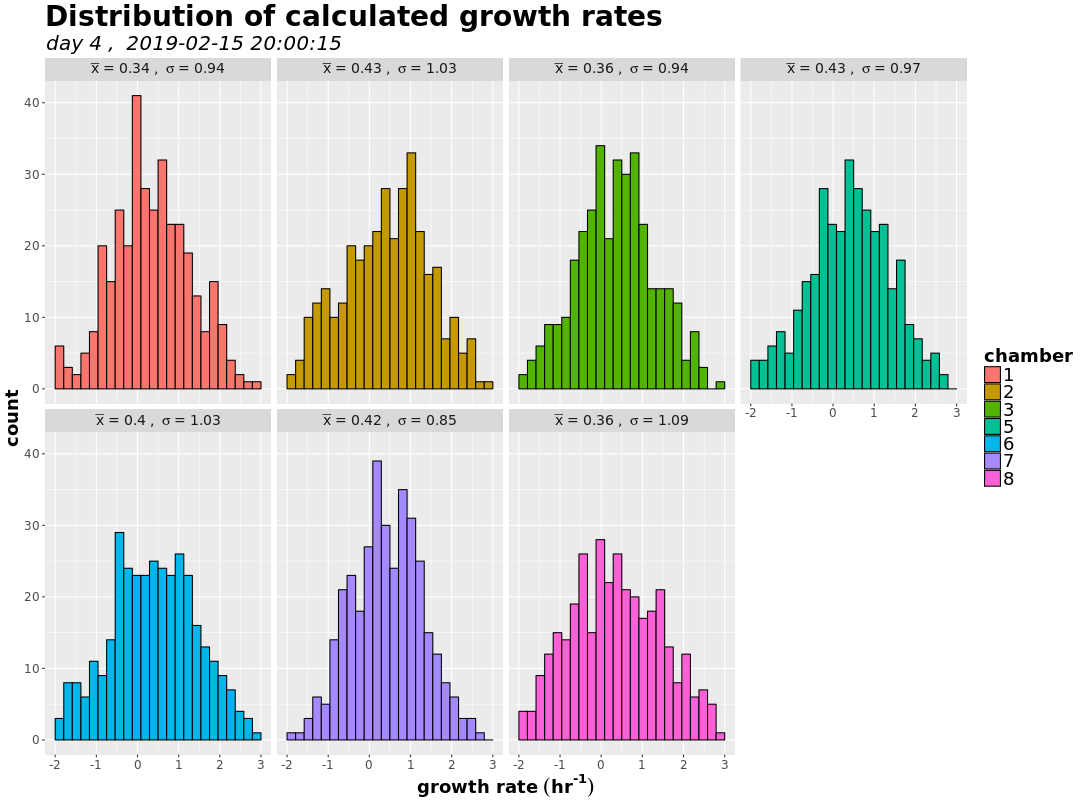 Distribution of calculated growth rates
day 4 , 2019-02-15 20:00:15
x̅ = 0.34 , σ = 0.94
x̅ = 0.43 , σ = 1.03
x̅ = 0.36 , σ = 0.94
x̅ = 0.43 , σ = 0.97
40
30
20
10
0
-2 -1 0 1 2 3
x̅ = 0.4 , σ = 1.03
x̅ = 0.42 , σ = 0.85
x̅ = 0.36 , σ = 1.09
40
30
20
10
0
-2 -1 0 1 2 3
-2 -1 0 1 2 3
-2 -1 0 1 2 3
count
growth rate (hr⁻¹)
chamber
1
2
3
5
6
7
8